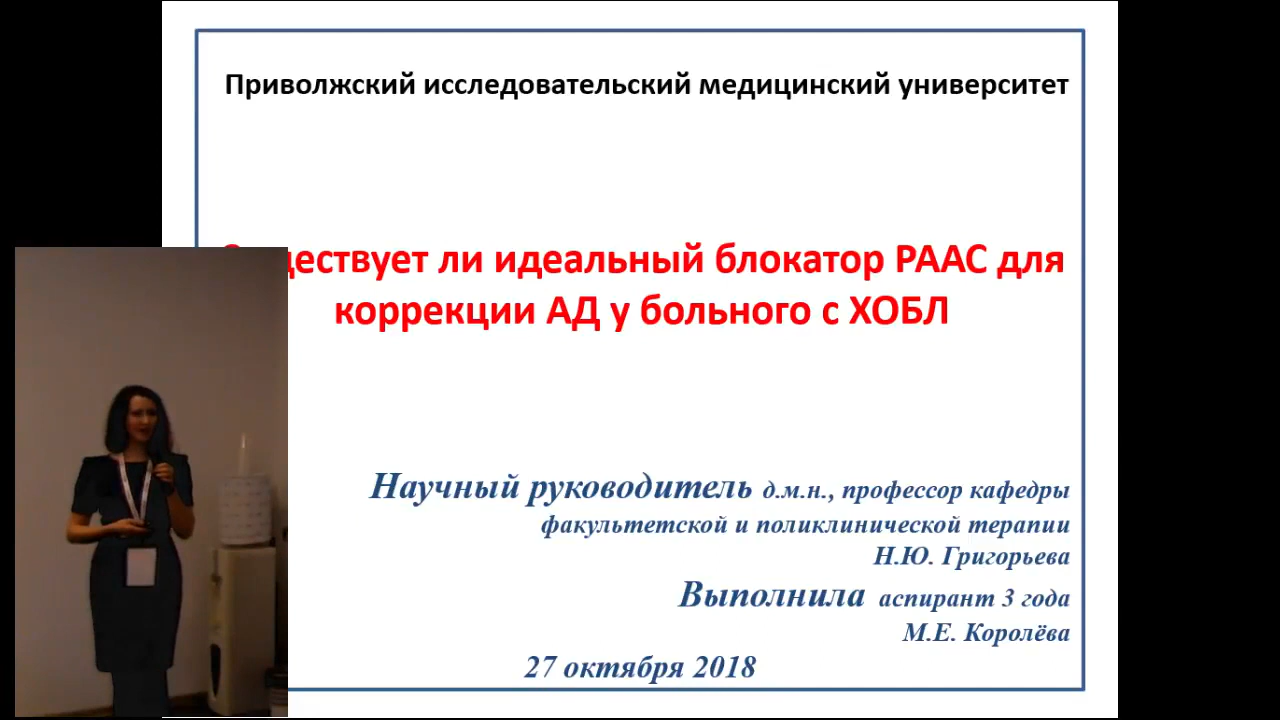 Приволжский исследовательский медицинский университет
ли идеальный блокатор РААС для
коррекции АД у больного с ХОБЛ
Научный руководитель д.м.н., профессор кафедры
факультетской и поликлинической терапии
Н.Ю. Григорьева
Выполнила аспирант 3 года
М.Е. Королёва
27 октября 2018